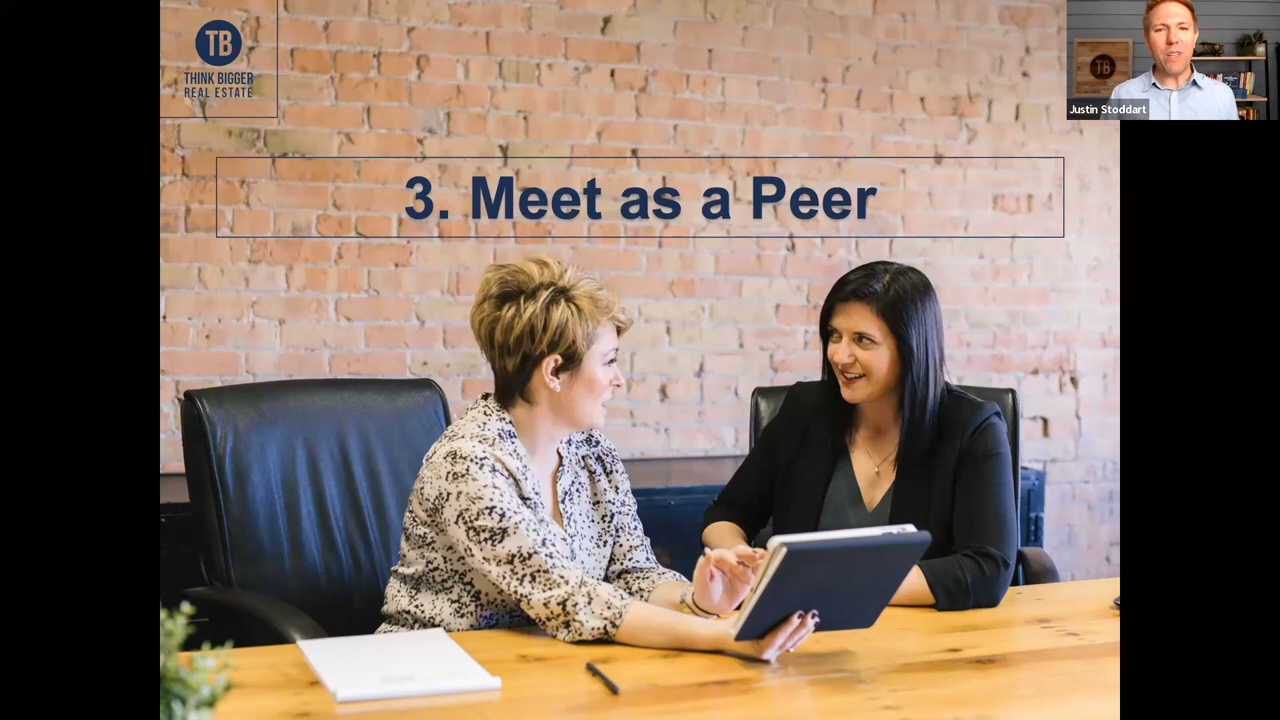 TB
THINK BIGGER
REAL ESTATE
3. Meet as a Peer
TB
Justin Stoddart